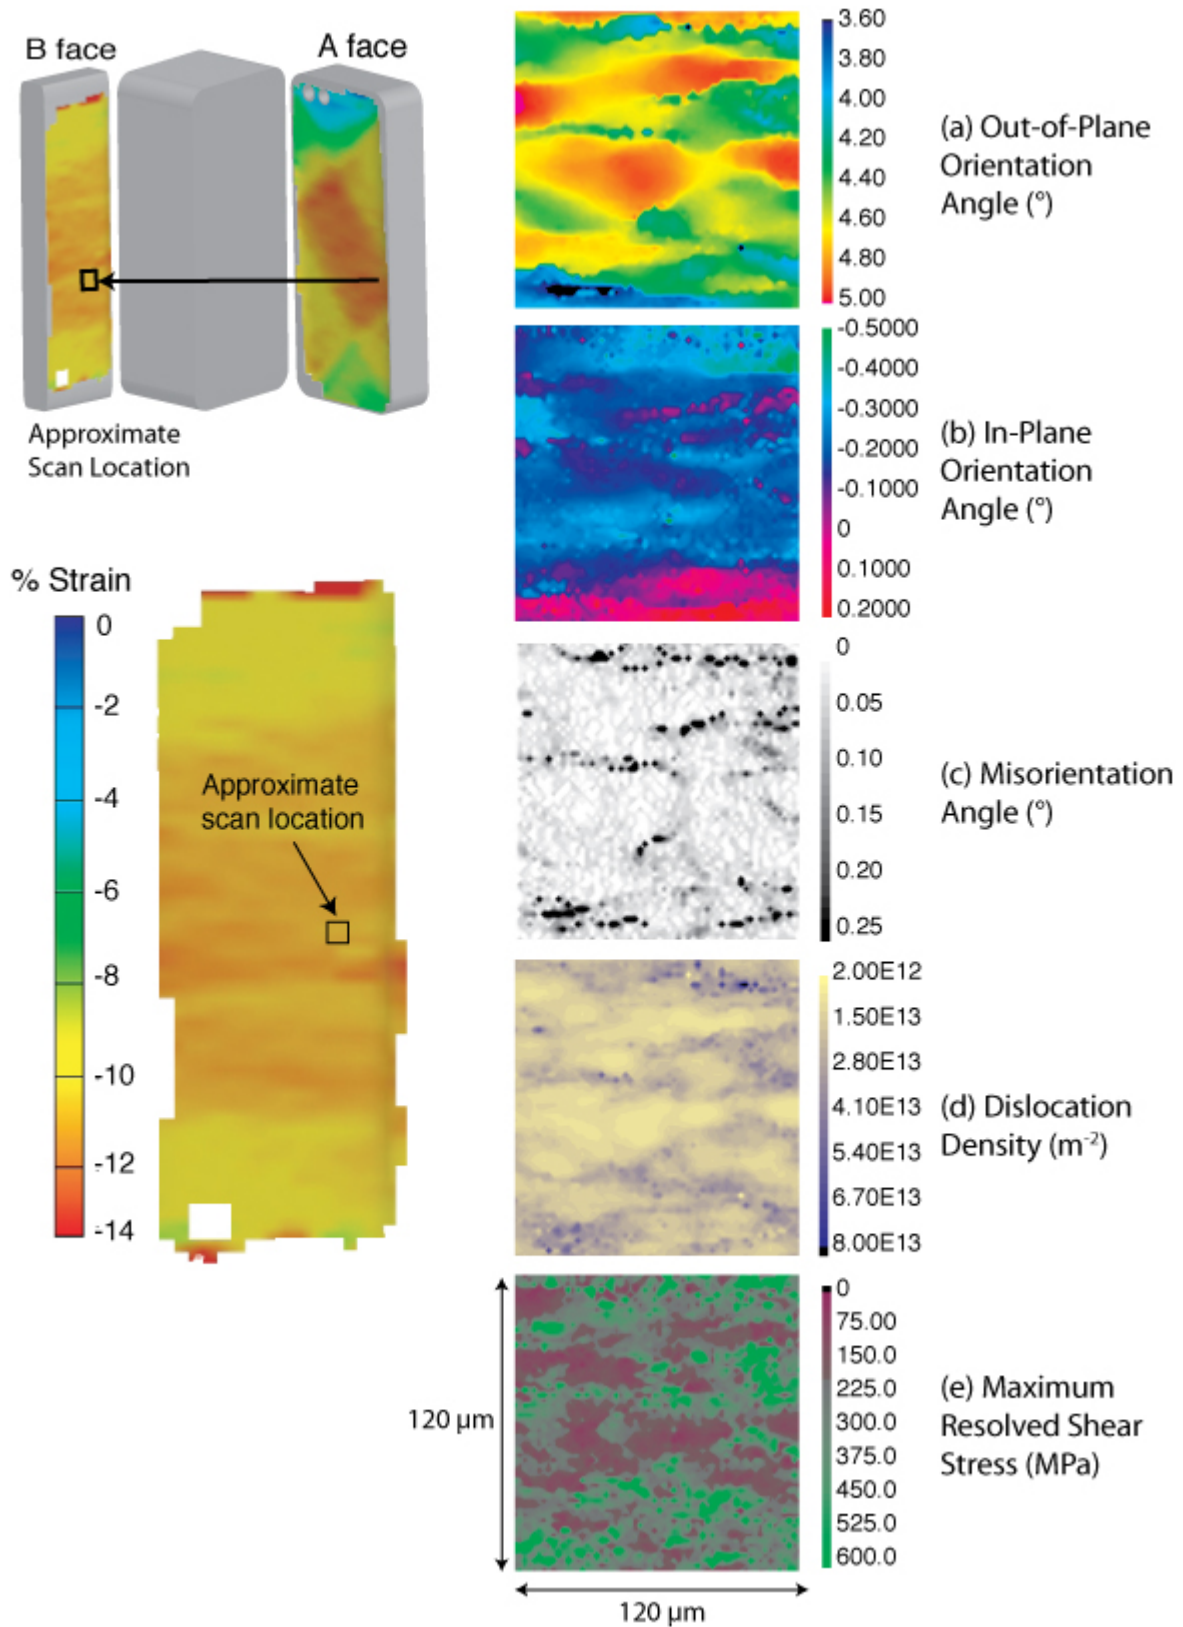 B face
A face
Approximate
Scan Location
% Strain
0
-2
-4
-6
-8
-10
-12
-14
Approximate
scan location
3.60
3.80
4.00
4.20
4.40
4.60
4.80
5.00
(a) Out-of-Plane
Orientation
Angle (°)
-0.5000
-0.4000
-0.3000
-0.2000
-0.1000
0
0.1000
0.2000
(b) In-Plane
Orientation
Angle (°)
0
0.05
0.10
0.15
0.20
0.25
(c) Misorientation
Angle (°)
2.00E12
1.50E13
2.80E13
4.10E13
5.40E13
6.70E13
8.00E13
(d) Dislocation
Density (m⁻²)
0
75.00
150.0
225.0
300.0
375.0
450.0
525.0
600.0
(e) Maximum
Resolved Shear
Stress (MPa)
120 µm
120 µm